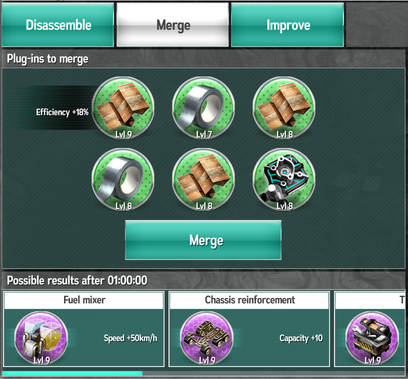 Disassemble
Merge
Improve
Plug-ins to merge
Efficiency +18%
Lvl 9
Lvl 7
Lvl 8
Lvl 8
Lvl 8
Lvl 8
Merge
Possible results after 01:00:00
Fuel mixer
Chassis reinforcement
T
Lvl 9
Speed +50km/h
Lvl 9
Capacity +10
Lvl 9